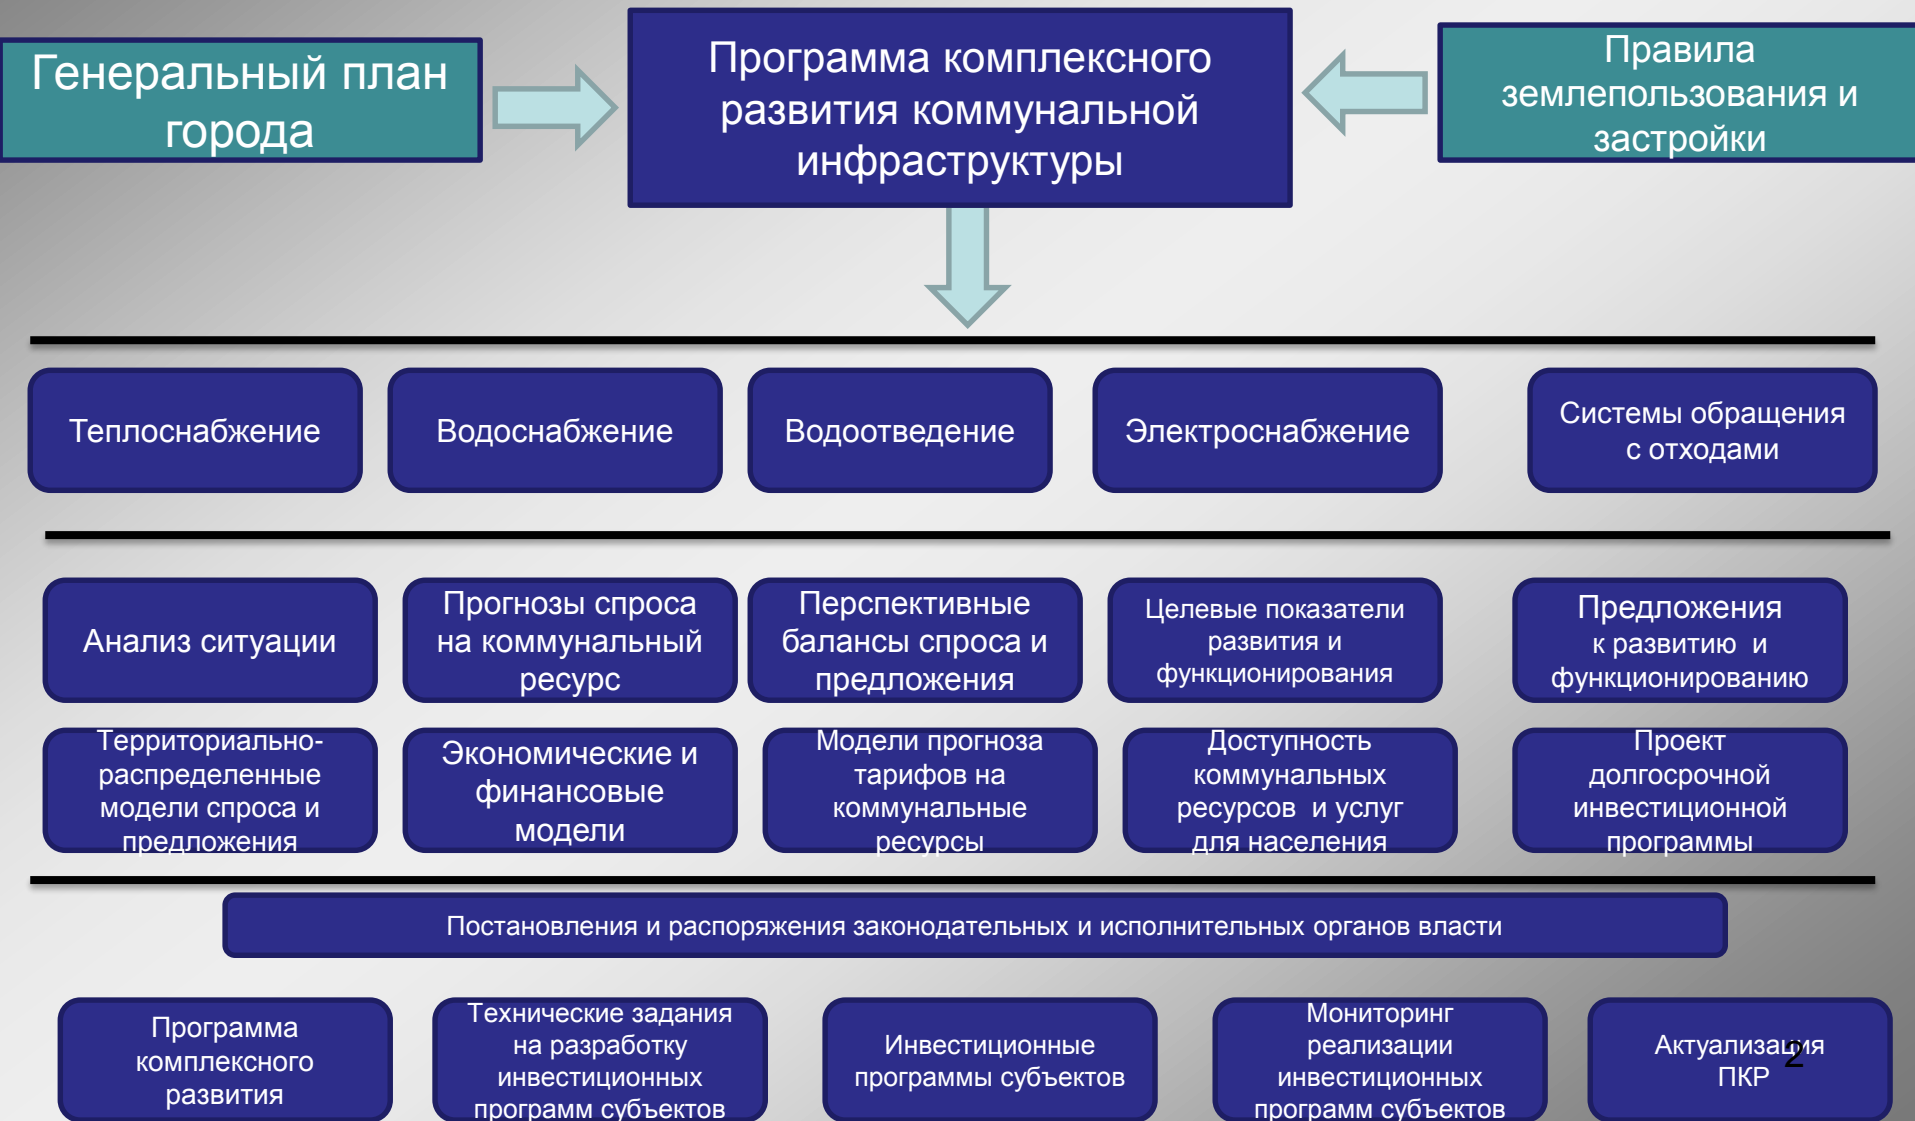 Генеральный план
города
Программа комплексного
развития коммунальной
инфраструктуры
Правила
землепользования и
застройки
Теплоснабжение
Водоснабжение
Водоотведение
Электроснабжение
Системы обращения
с отходами
Анализ ситуации
Прогнозы спроса
на коммунальный
ресурс
Перспективные
балансы спроса и
предложения
Целевые показатели
развития и
функционирования
Предложения
к развитию и
функционированию
Территориально-
распределенные
модели спроса и
предложения
Экономические и
финансовые
модели
Модели прогноза
тарифов на
коммунальные
ресурсы
Доступность
коммунальных
ресурсов и услуг
для населения
Проект
долгосрочной
инвестиционной
программы
Постановления и распоряжения законодательных и исполнительных органов власти
Программа
комплексного
развития
Технические задания
на разработку
инвестиционных
программ субъектов
Инвестиционные
программы субъектов
Мониторинг
реализации
инвестиционных
программ субъектов
Актуализация
ПКР
2